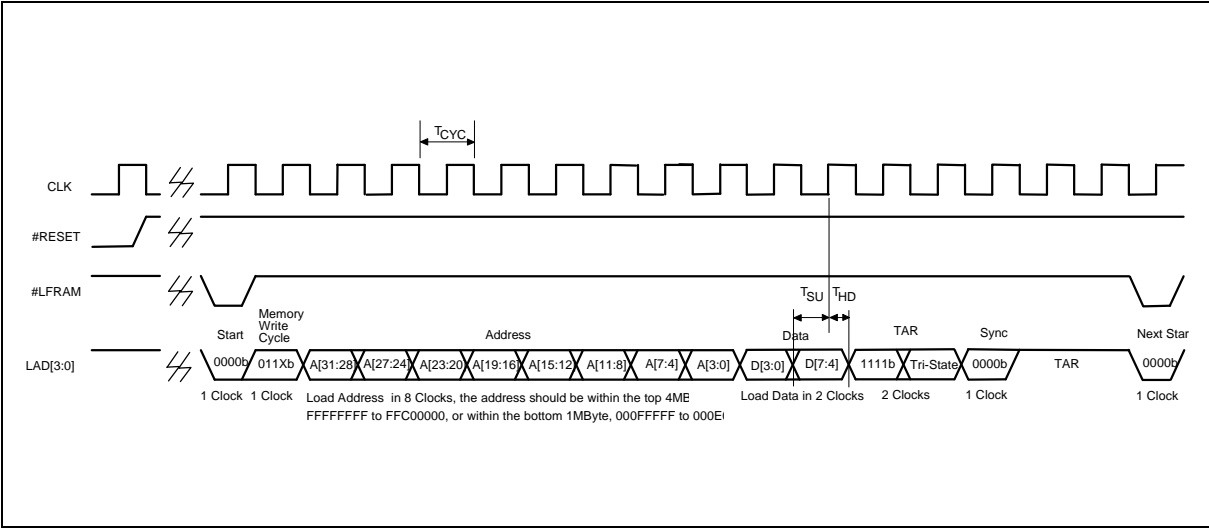 TCYC
CLK
#RESET
#LFRAM
TSU THD
Memory
Write
Cycle
Start Address Data TAR Sync Next Star
LAD[3:0] 0000b 011Xb A[31:28] A[27:24] A[23:20] A[19:16] A[15:12] A[11:8] A[7:4] A[3:0] D[3:0] D[7:4] 1111b Tri-State 0000b TAR 0000b
1 Clock 1 Clock Load Address in 8 Clocks, the address should be within the top 4MB Load Data in 2 Clocks 2 Clocks 1 Clock 1 Clock
FFFFFFFF to FFC00000, or within the bottom 1MByte, 000FFFFF to